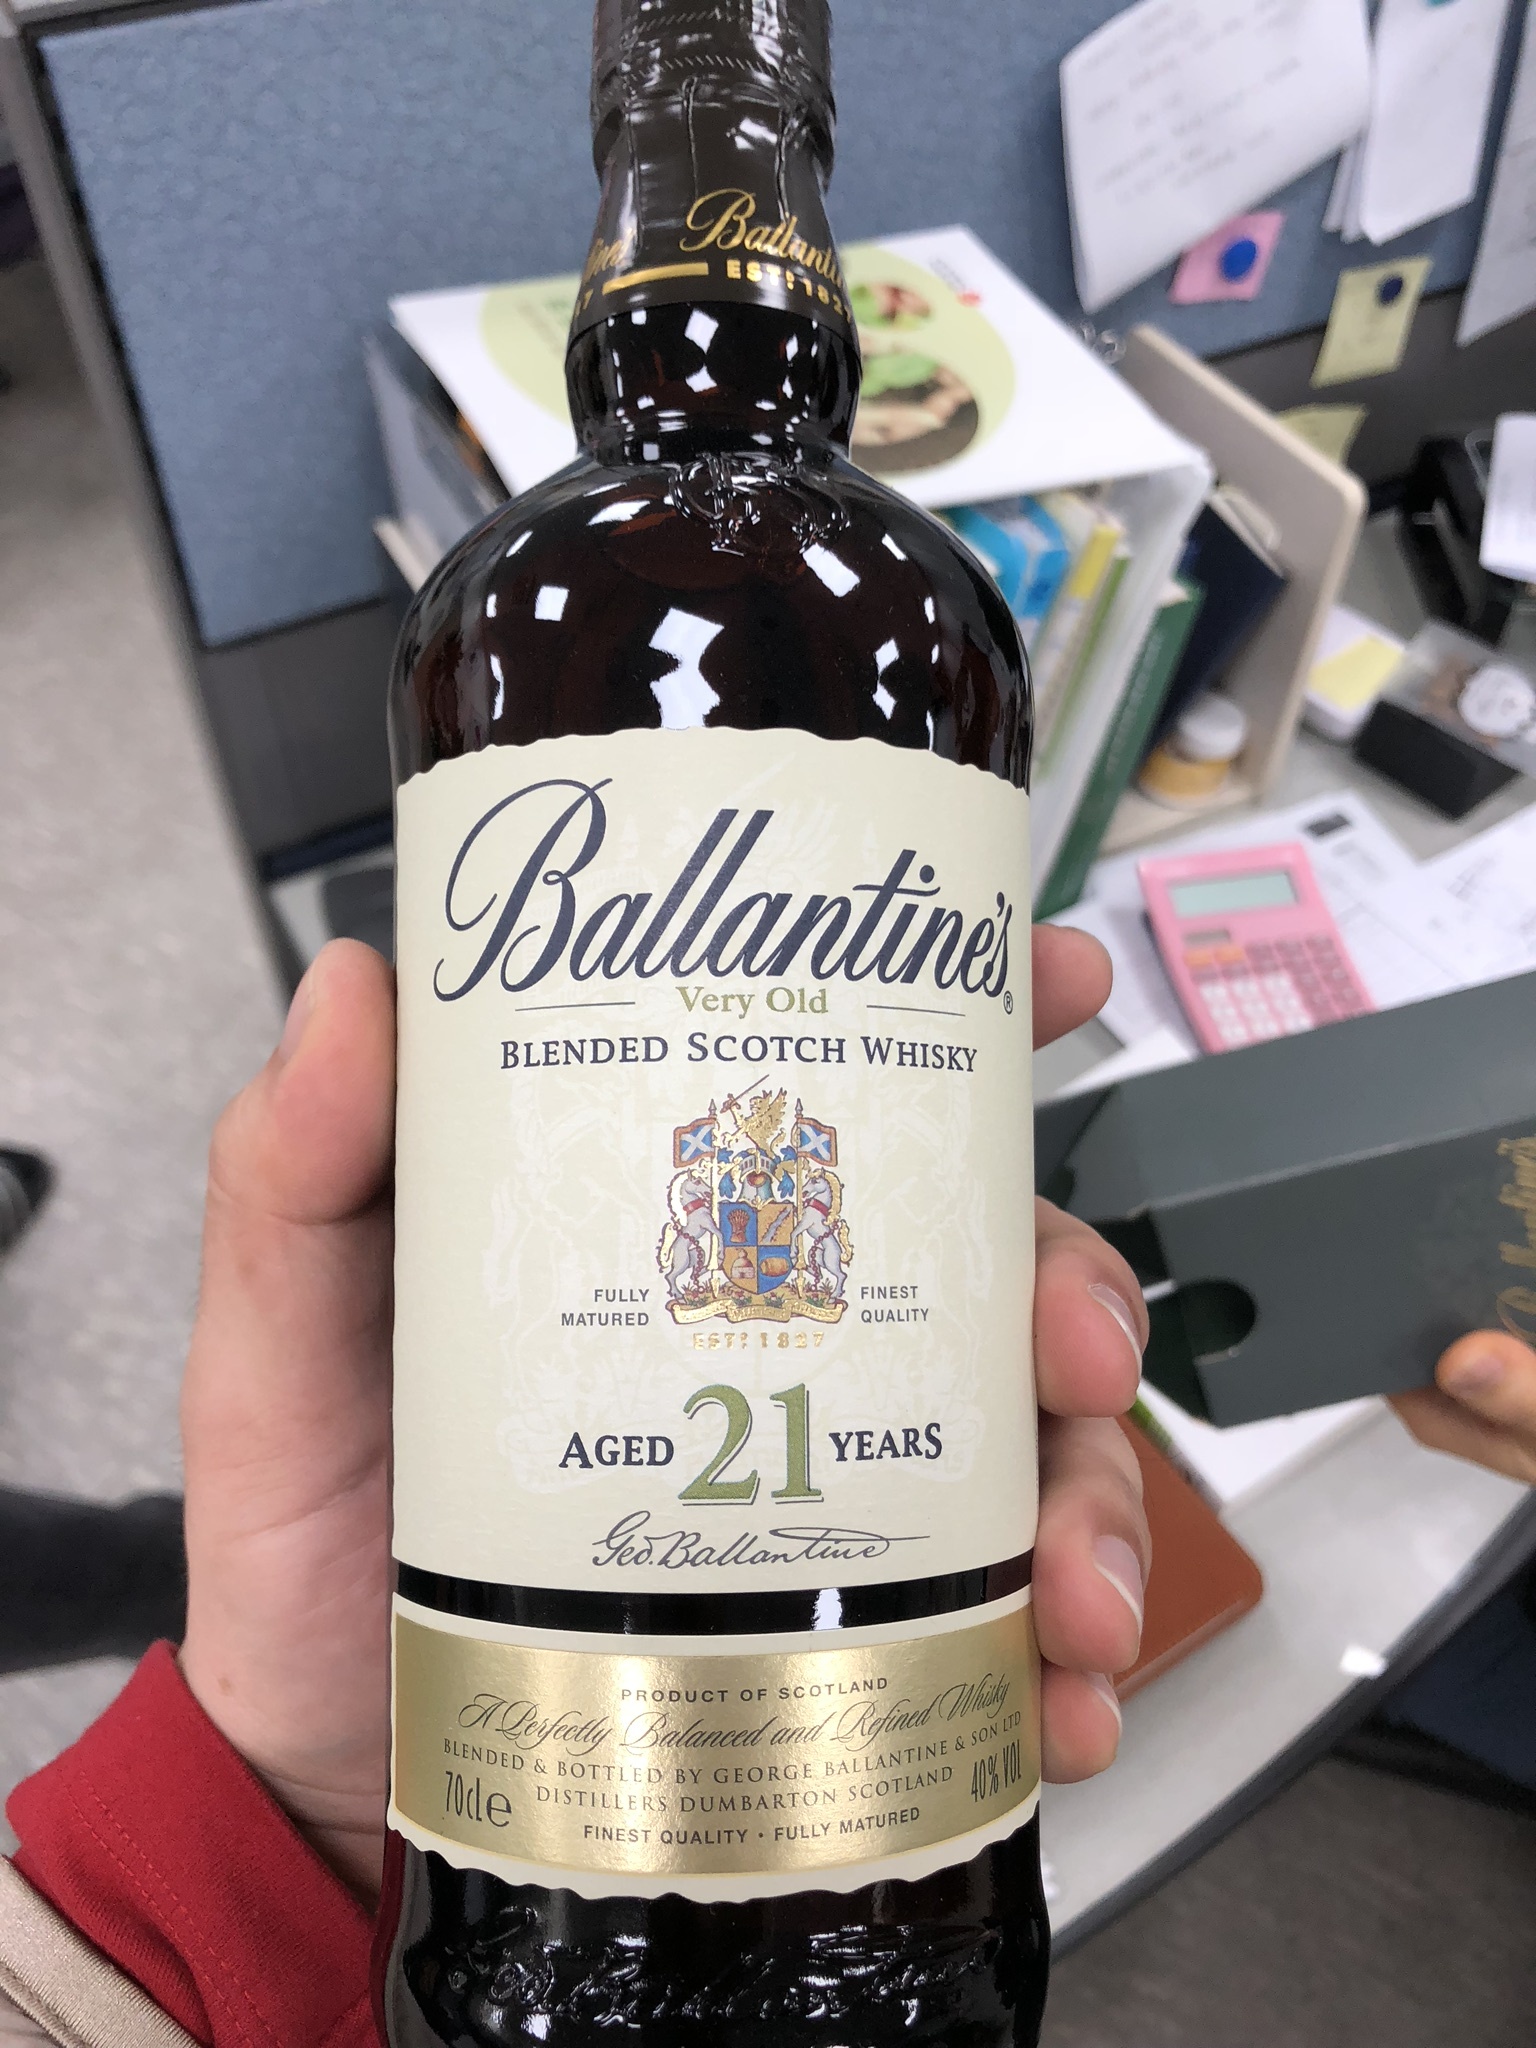 Ballantine
EST? 1827
Ballantine's®
Very Old
BLENDED SCOTCH WHISKY
FULLY
MATURED
FINEST
QUALITY
EST? 1827
AGED 21 YEARS
Geo. Ballantine
PRODUCT OF SCOTLAND
A Perfectly Balanced and Refined Whisky
BLENDED & BOTTLED BY GEORGE BALLANTINE & SON LTD
DISTILLERS DUMBARTON SCOTLAND
70cLe
40% VOL
FINEST QUALITY • FULLY MATURED
Ballantine's